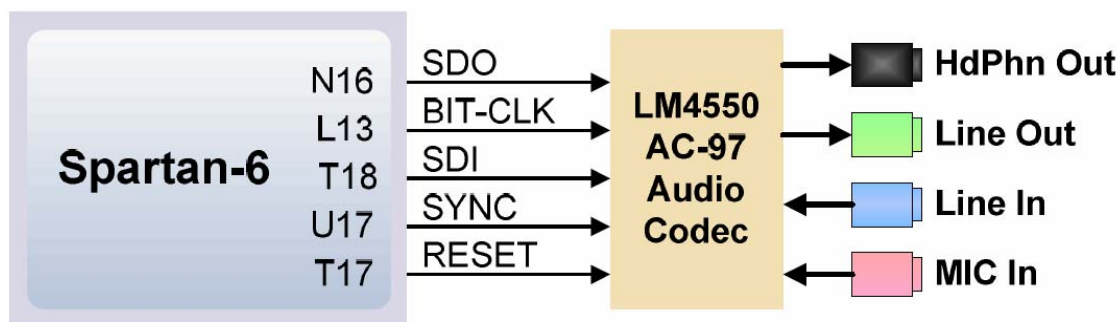 Spartan-6
N16
L13
T18
U17
T17
SDO
BIT-CLK
SDI
SYNC
RESET
LM4550
AC-97
Audio
Codec
HdPhn Out
Line Out
Line In
MIC In